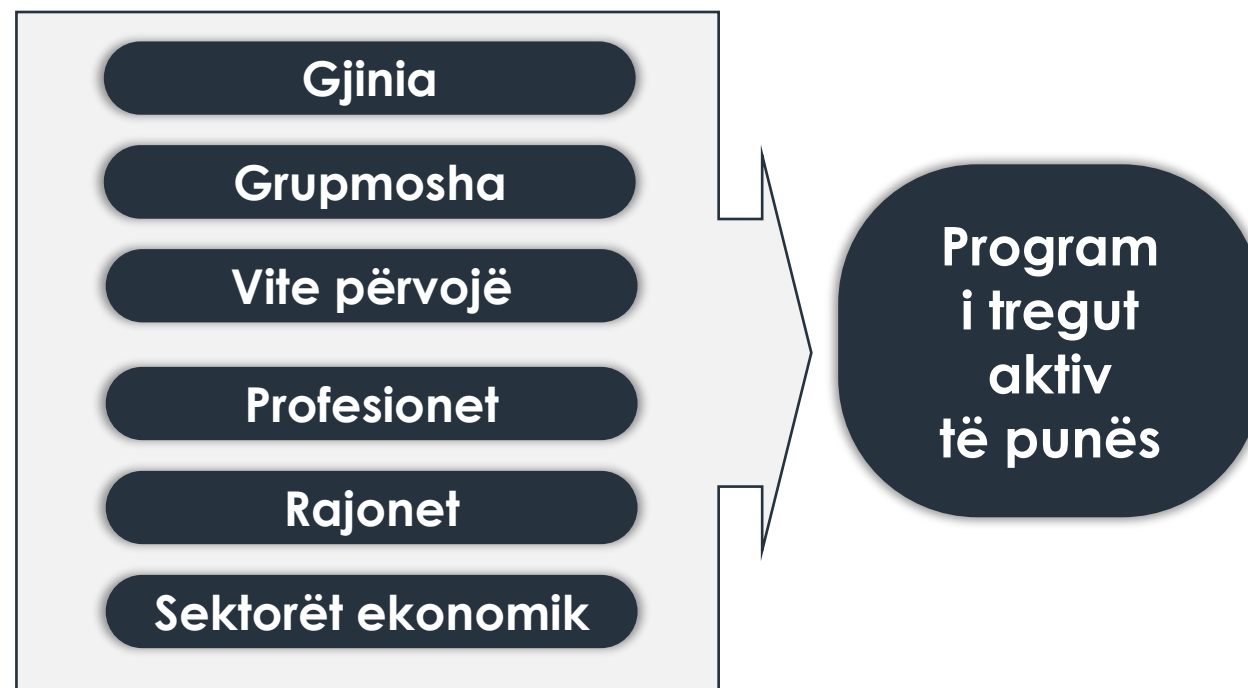 Gjinia
Grupmosha
Vite përvojë
Profesionet
Rajonet
Sektorët ekonomik
Program
i tregut
aktiv
të punës